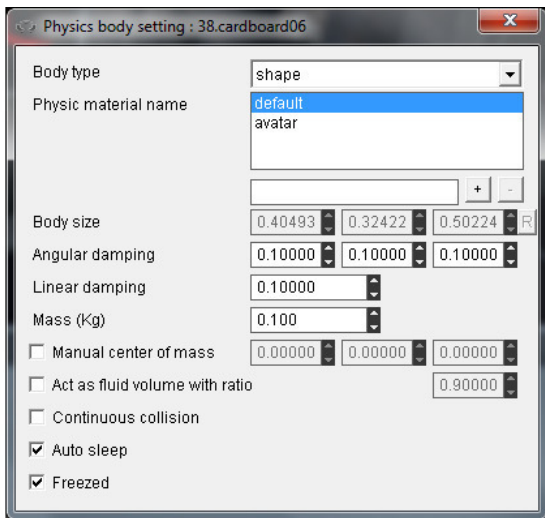 Physics body setting : 38.cardboard06
Body type
shape
Physic material name
default
avatar
+ -
Body size
0.40493 0.32422 0.50224 R
Angular damping
0.10000 0.10000 0.10000
Linear damping
0.10000
Mass (Kg)
0.100
Manual center of mass
0.00000 0.00000 0.00000
Act as fluid volume with ratio
0.90000
Continuous collision
Auto sleep
Freezed